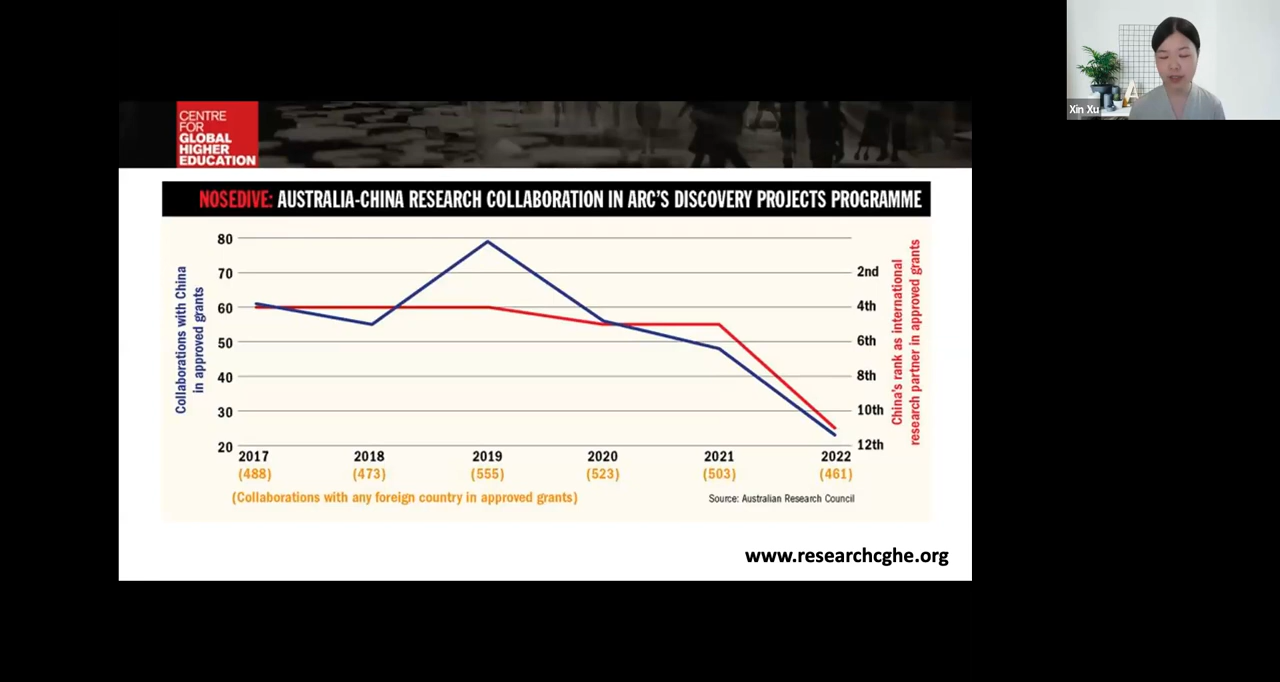 Xin Xu
CENTRE
FOR
GLOBAL
HIGHER
EDUCATION
NOSEDIVE: AUSTRALIA-CHINA RESEARCH COLLABORATION IN ARC'S DISCOVERY PROJECTS PROGRAMME
Collaborations with China
in approved grants
80
70
60
50
40
30
20
2nd
4th
6th
8th
10th
12th
China's rank as international
research partner in approved grants
2017 2018 2019 2020 2021 2022
(488) (473) (555) (523) (503) (461)
(Collaborations with any foreign country in approved grants)
Source: Australian Research Council
www.researchcghe.org